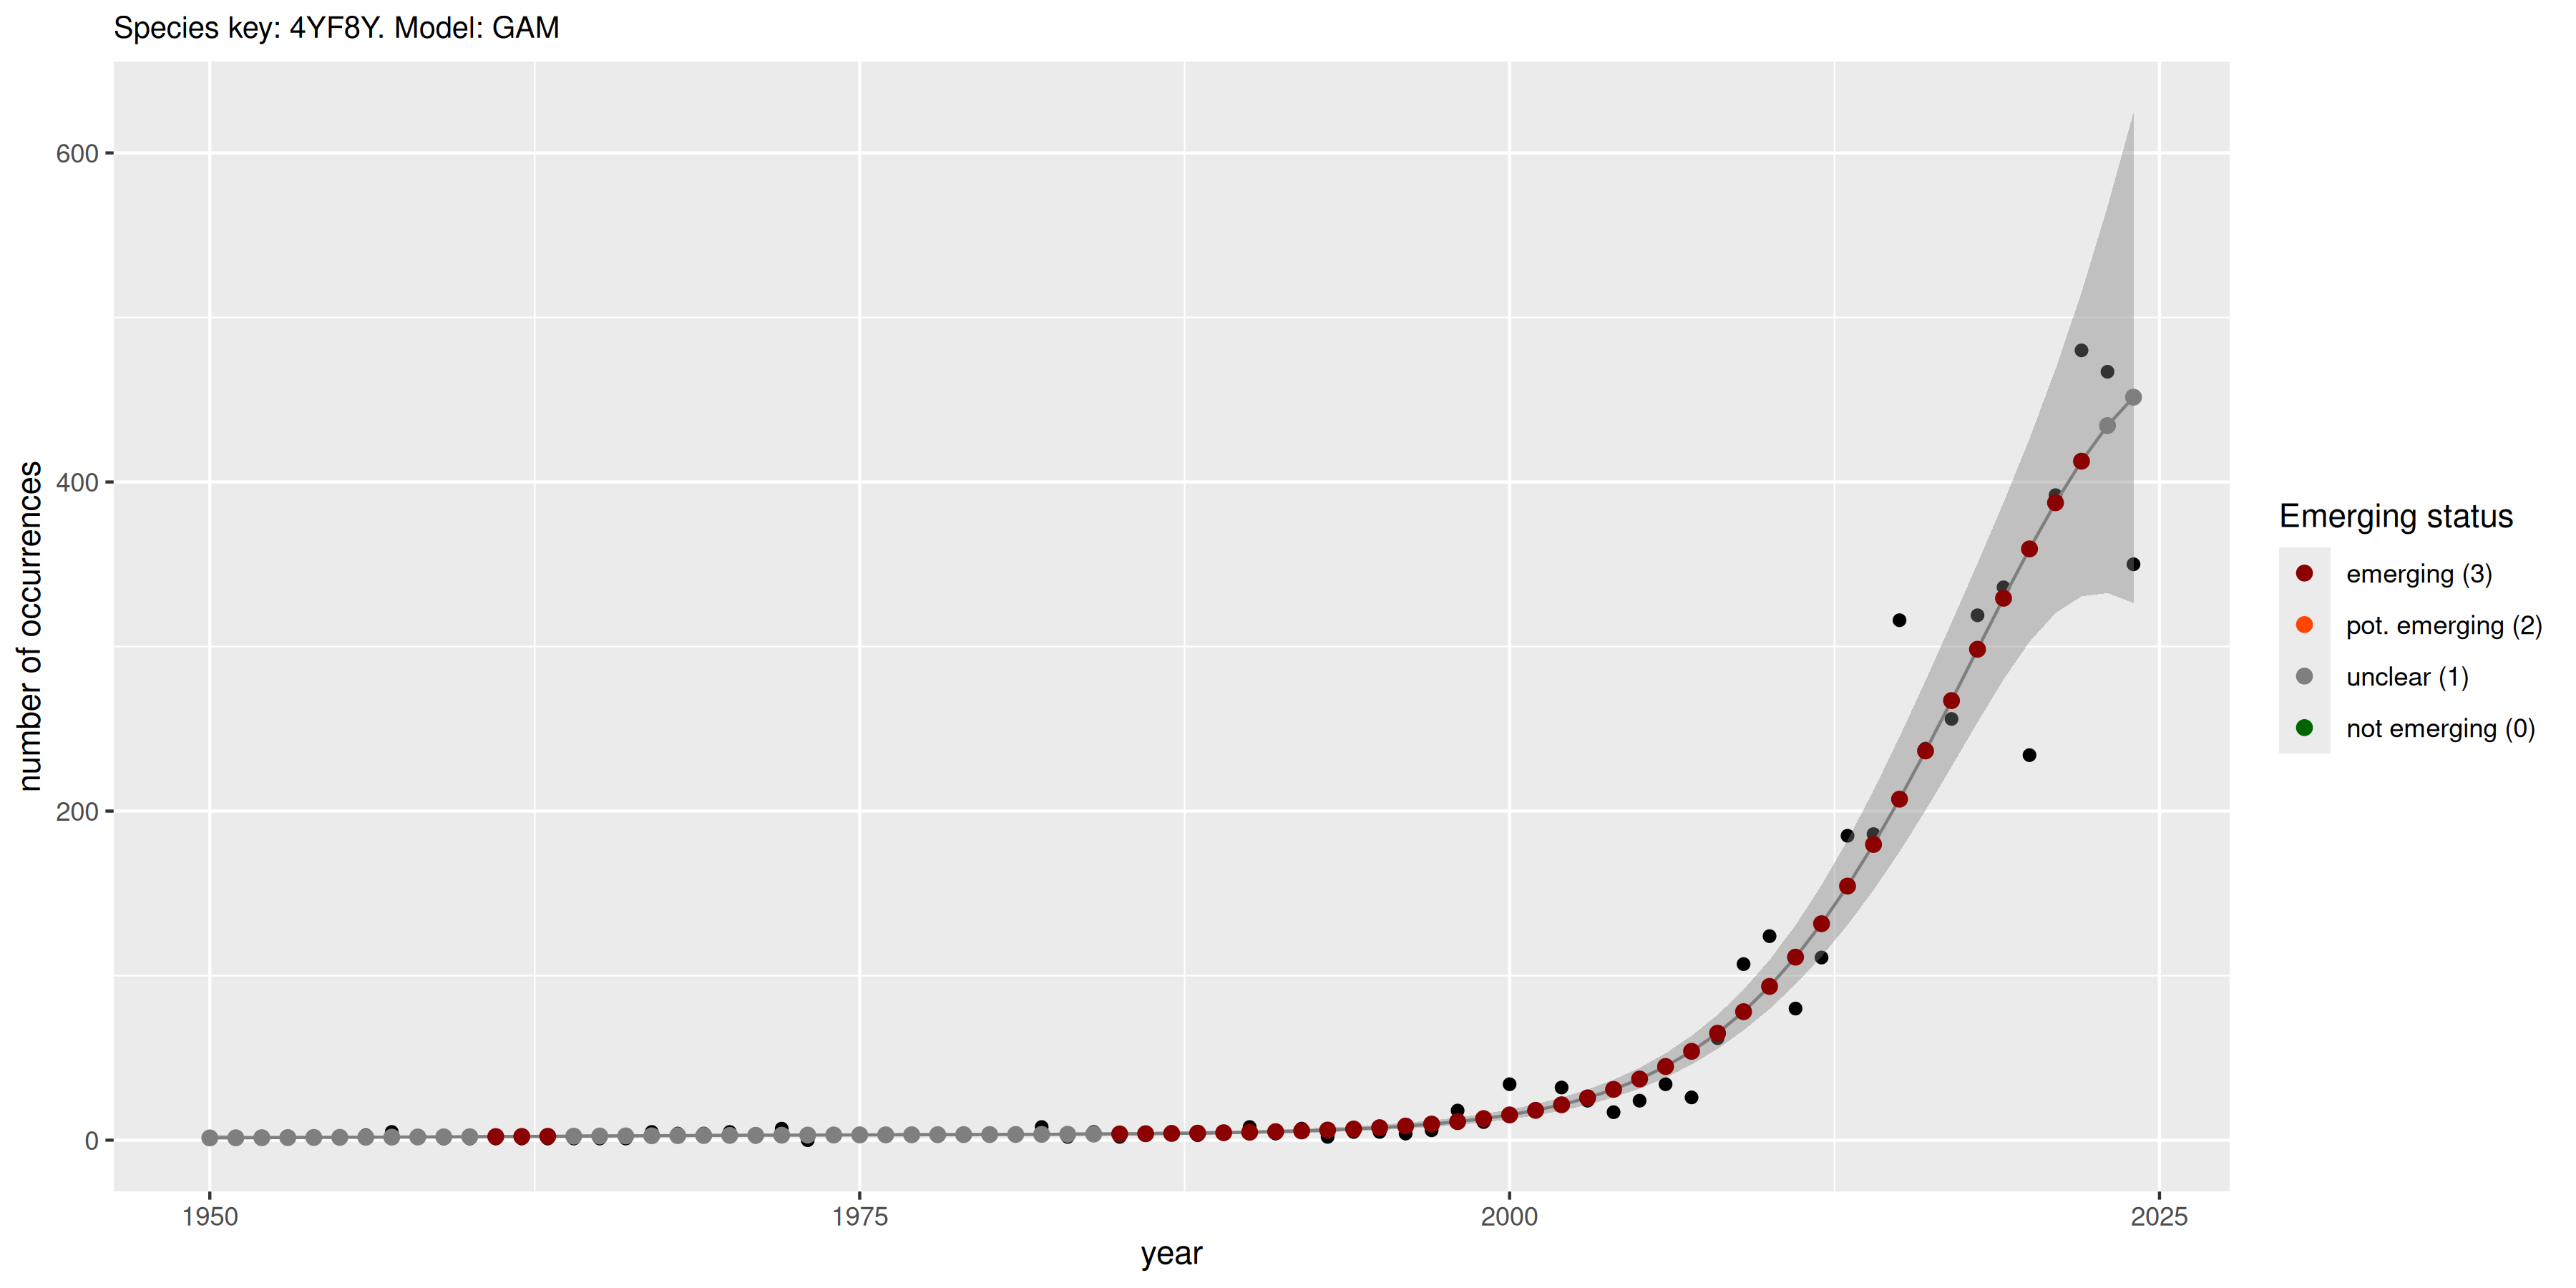 Species key: 4YF8Y. Model: GAM
600
400
200
0
number of occurrences
1950
1975
2000
2025
year
Emerging status
emerging (3)
pot. emerging (2)
unclear (1)
not emerging (0)